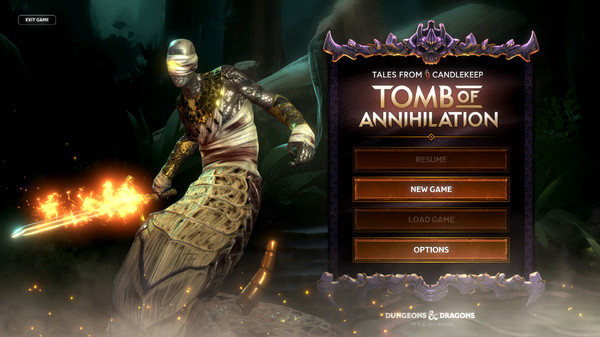 EXIT GAME
TALES FROM CANDLEKEEP
TOMB OF
ANNIHILATION
RESUME
NEW GAME
LOAD GAME
OPTIONS
DUNGEONS & DRAGONS